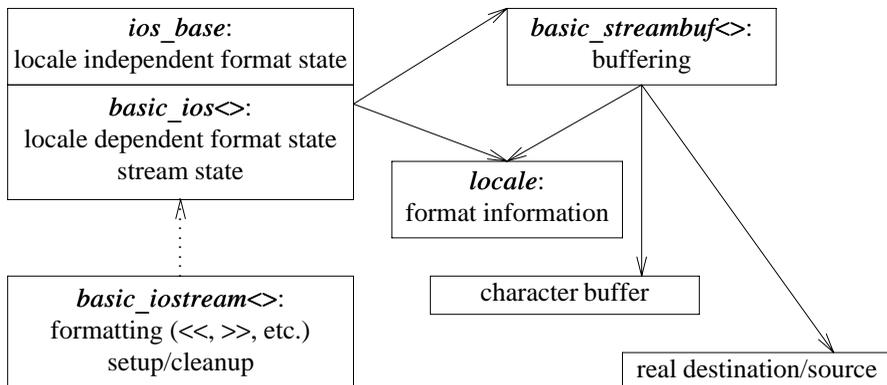 ios_base:
locale independent format state
basic_ios<>:
locale dependent format state
stream state
basic_streambuf<>:
buffering
locale:
format information
character buffer
basic_iostream<>:
formatting (<<, >>, etc.)
setup/cleanup
real destination/source